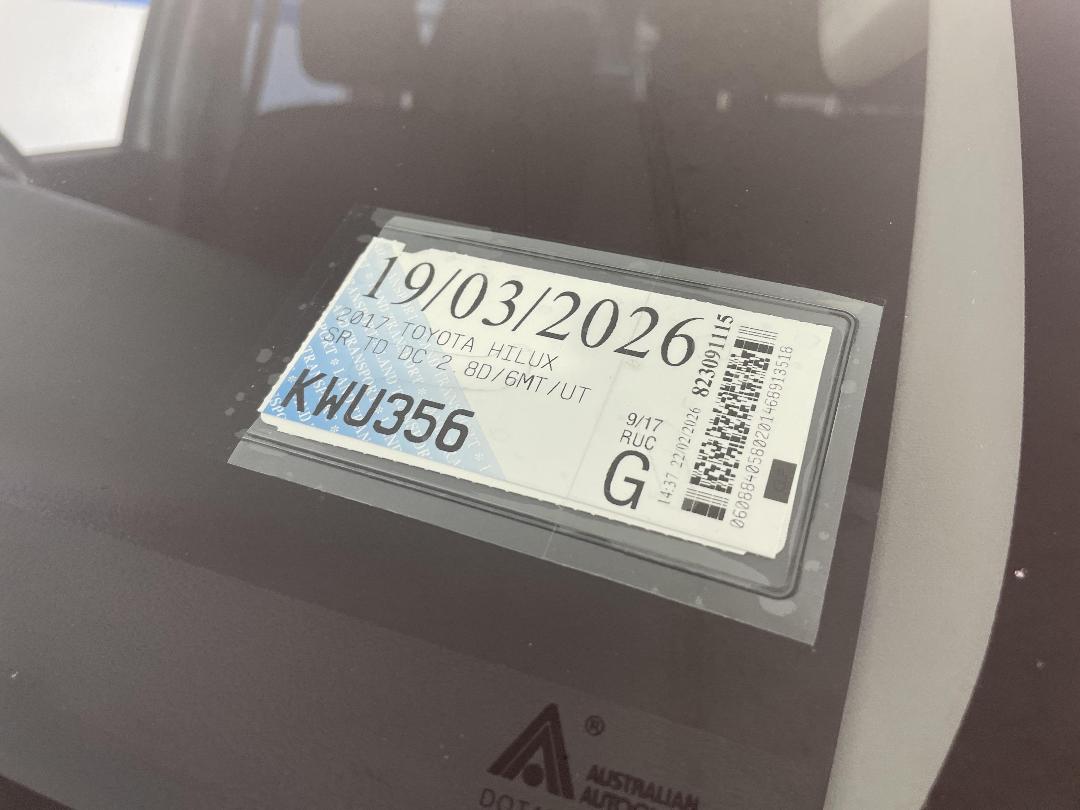 19/03/2026
2017 TOYOTA HILUX
SR TD DC 2.8D/6MT/UT
KWU356
9/17
RUC
G
14:37 22/02/2026
823091115
®
AUSTRALIAN